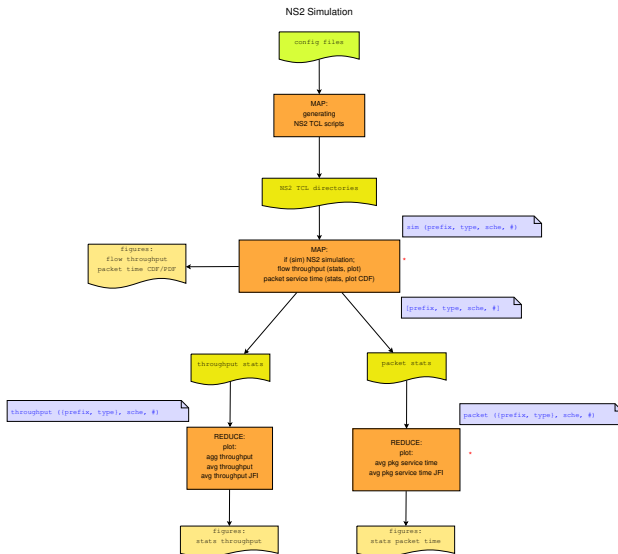 NS2 Simulation
config files
MAP:
generating
NS2 TCL scripts
NS2 TCL directories
sim (prefix, type, sche, #)
figures:
flow throughput
packet time CDF/PDF
MAP:
if (sim) NS2 simulation;
flow throughput (stats, plot)
packet service time (stats, plot CDF)
*
[prefix, type, sche, #]
throughput stats
packet stats
throughput ({prefix, type}, sche, #)
packet ({prefix, type}, sche, #)
REDUCE:
plot:
agg throughput
avg throughput
avg throughput JFI
REDUCE:
plot:
avg pkg service time
avg pkg service time JFI
*
figures:
stats throughput
figures:
stats packet time